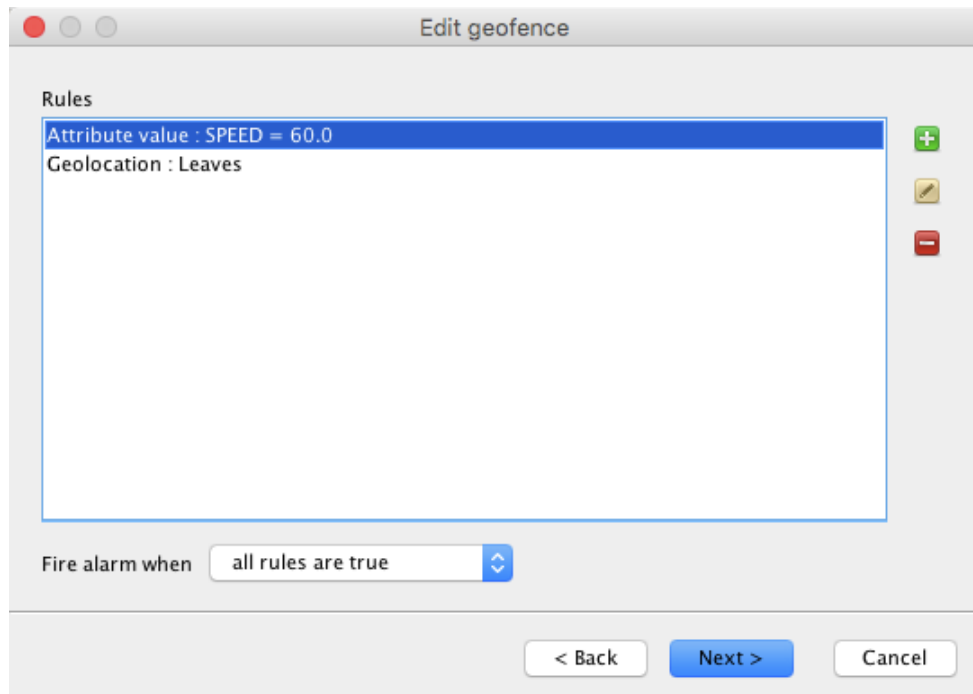 Edit geofence
Rules
Attribute value : SPEED = 60.0
Geolocation : Leaves
Fire alarm when all rules are true
< Back Next > Cancel